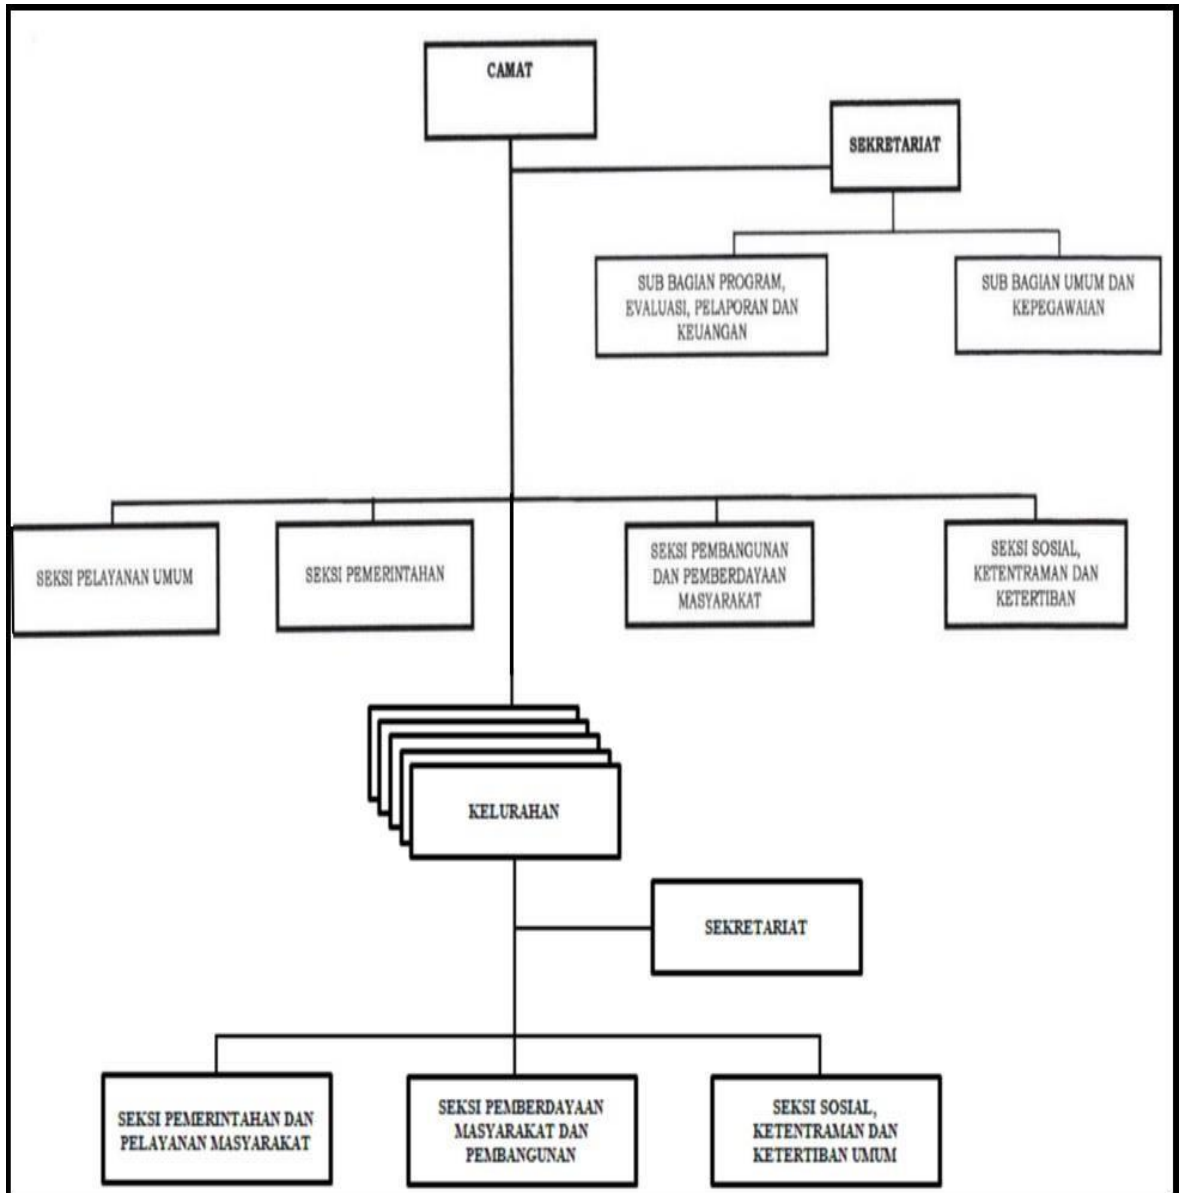 CAMAT
SEKRETARIAT
SUB BAGIAN PROGRAM,
EVALUASI, PELAPORAN DAN
KEUANGAN
SUB BAGIAN UMUM DAN
KEPEGAWAIAN
SEKSI PELAYANAN UMUM
SEKSI PEMERINTAHAN
SEKSI PEMBANGUNAN
DAN PEMBERDAYAAN
MASYARAKAT
SEKSI SOSIAL,
KETENTRAMAN DAN
KETERTIBAN
KELURAHAN
SEKRETARIAT
SEKSI PEMERINTAHAN DAN
PELAYANAN MASYARAKAT
SEKSI PEMBERDAYAAN
MASYARAKAT DAN
PEMBANGUNAN
SEKSI SOSIAL,
KETENTRAMAN DAN
KETERTIBAN UMUM